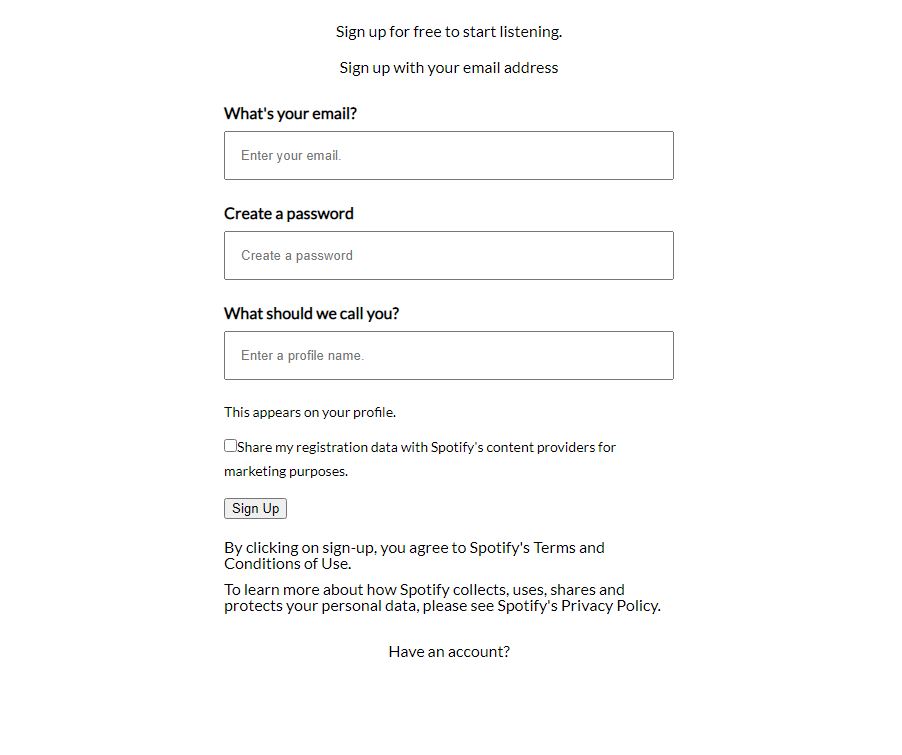 Sign up for free to start listening.
Sign up with your email address
What's your email?
Enter your email.
Create a password
Create a password
What should we call you?
Enter a profile name.
This appears on your profile.
Share my registration data with Spotify's content providers for
marketing purposes.
Sign Up
By clicking on sign-up, you agree to Spotify's Terms and
Conditions of Use.
To learn more about how Spotify collects, uses, shares and
protects your personal data, please see Spotify's Privacy Policy.
Have an account?